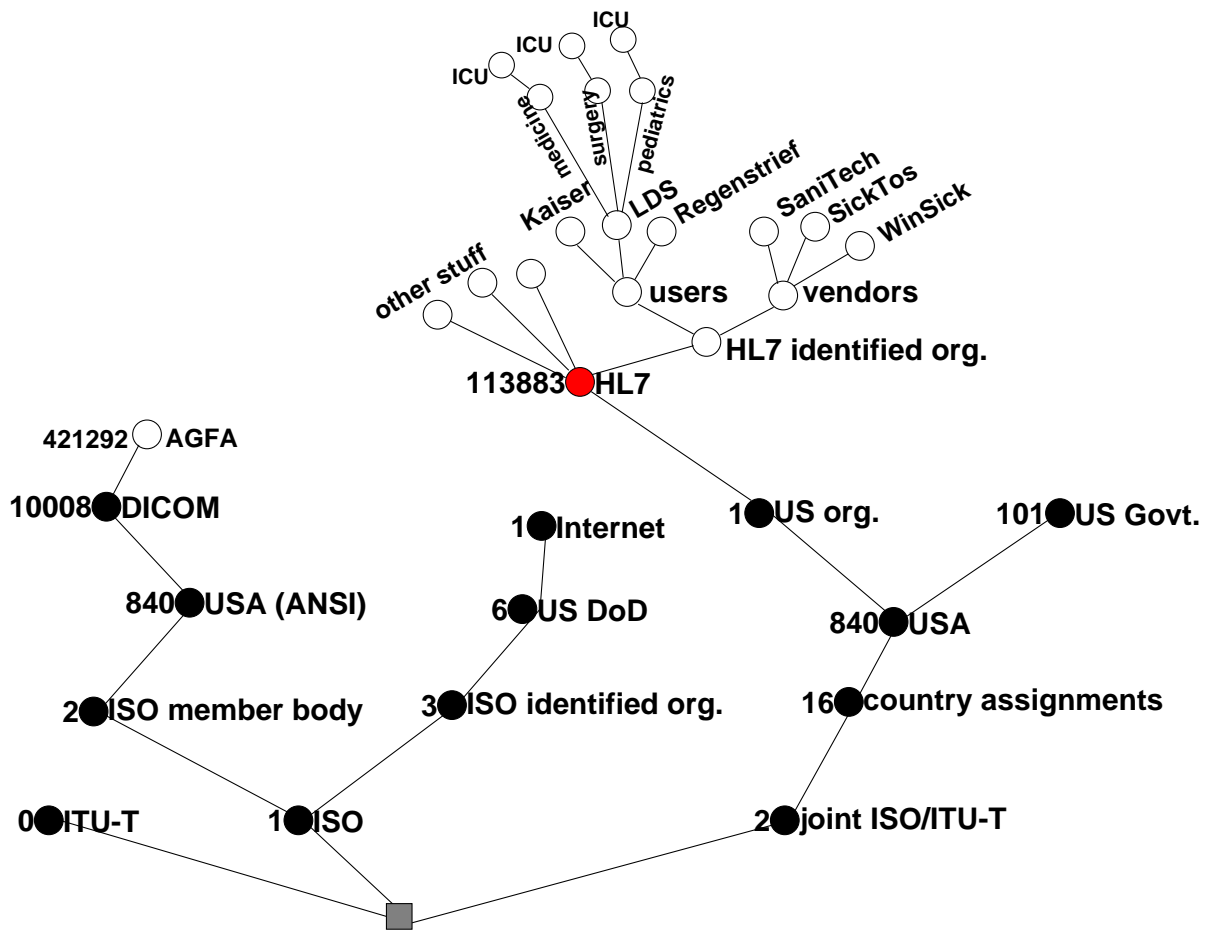 ICU
ICU
ICU
medicine
surgery
pediatrics
Kaiser
LDS
Regenstrief
SaniTech
SickTos
WinSick
other stuff
users
vendors
HL7 identified org.
113883 HL7
421292 AGFA
10008 DICOM
1 Internet
1 US org.
101 US Govt.
840 USA (ANSI)
6 US DoD
840 USA
2 ISO member body
3 ISO identified org.
16 country assignments
0 ITU-T
1 ISO
2 joint ISO/ITU-T